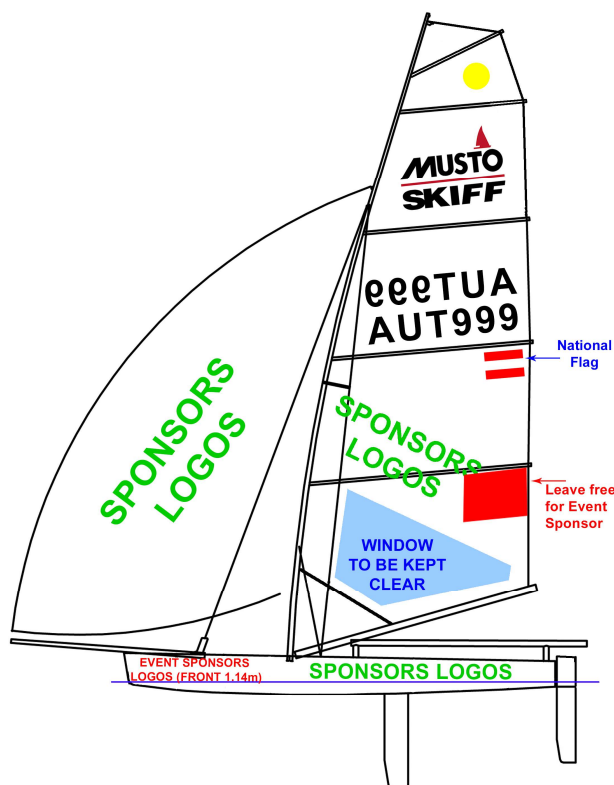 MUSTO
SKIFF
AUT999
AUT999
National
Flag
SPONSORS
LOGOS
SPONSORS
LOGOS
Leave free
for Event
Sponsor
WINDOW
TO BE KEPT
CLEAR
EVENT SPONSORS
LOGOS (FRONT 1.14m)
SPONSORS LOGOS